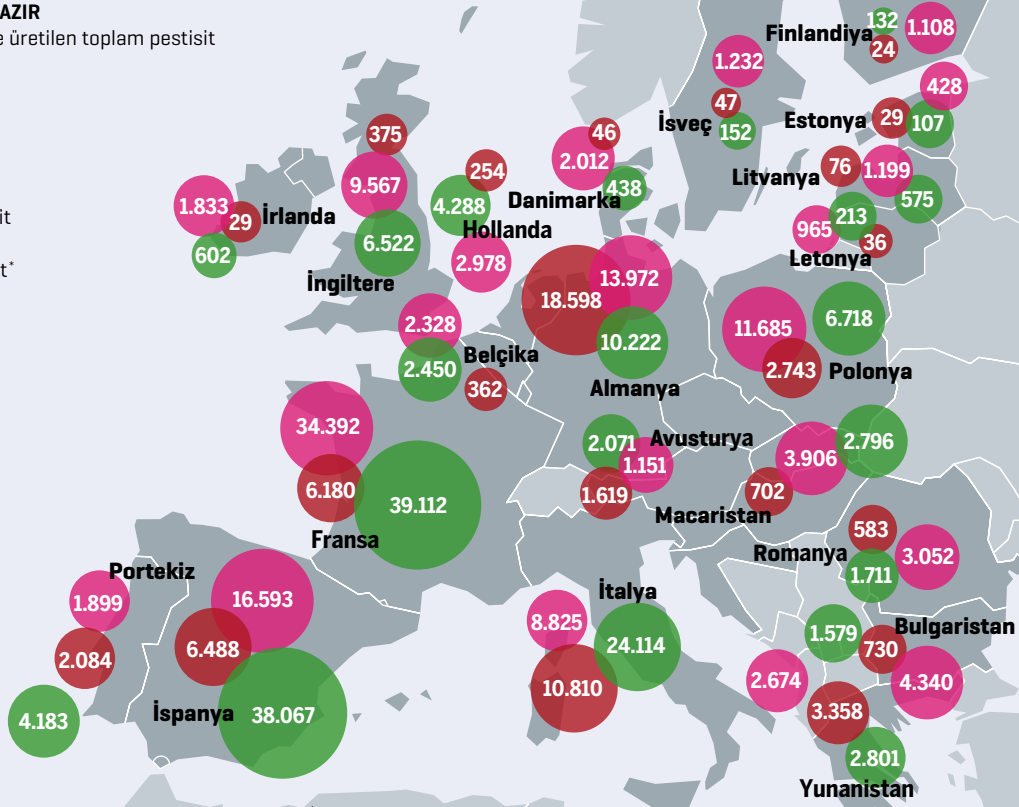 AZIR
e üretilen toplam pestisit
it
t*
132
Finlandiya
1.108
24
1.232
428
47
İsveç
152
Estonya
29
107
375
46
2.012
Danimarka
438
76
1.199
Litvanya
575
254
9.567
4.288
Hollanda
2.978
1.833
29
İrlanda
602
6.522
İngiltere
213
965
36
Letonya
13.972
18.598
10.222
Almanya
11.685
6.718
2.743
Polonya
2.328
Belçika
2.450
362
34.392
6.180
39.112
Fransa
2.071
Avusturya
1.151
1.619
2.796
3.906
702
Macaristan
583
Romanya
3.052
1.711
Portekiz
1.899
2.084
4.183
16.593
6.488
İspanya
38.067
İtalya
8.825
24.114
10.810
1.579
Bulgaristan
730
4.340
2.674
3.358
2.801
Yunanistan